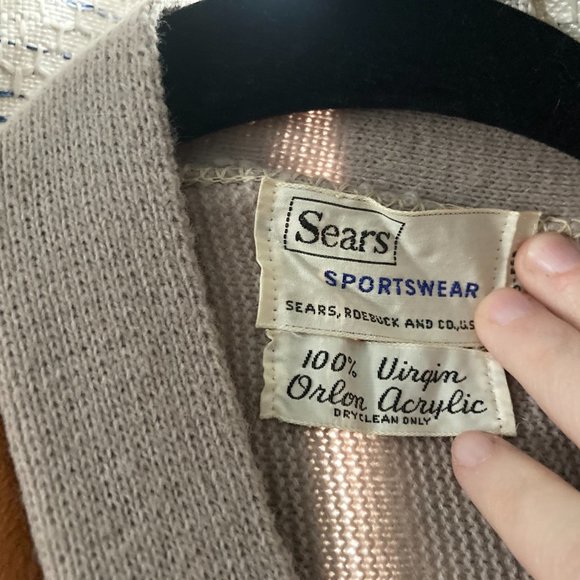 Sears
SPORTSWEAR
SEARS, ROEBUCK AND CO., U.S.
100% Virgin
Orlon Acrylic
DRYCLEAN ONLY